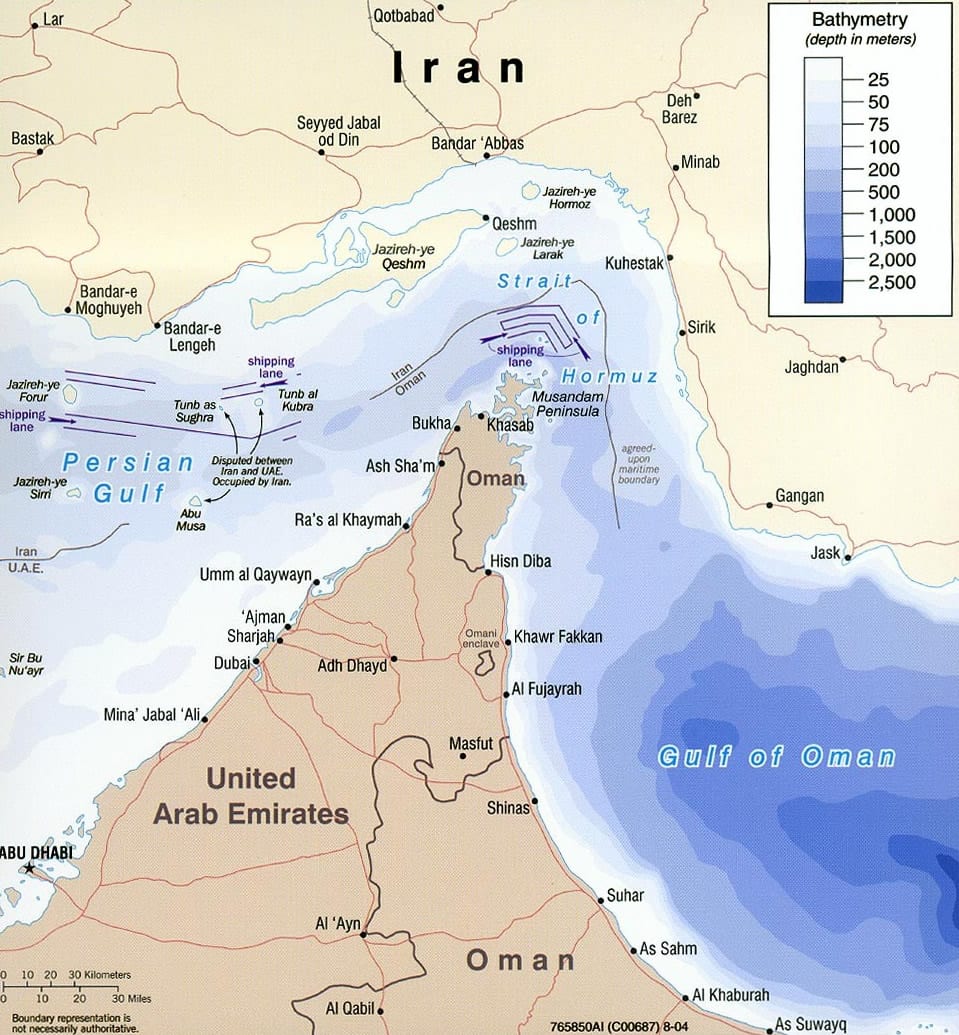 Lar
Qotbabad
Iran
Bathymetry
(depth in meters)
25
50
75
100
200
500
1,000
1,500
2,000
2,500
Deh
Barez
Bastak
Seyyed Jabal
od Din
Bandar ‘Abbas
Minab
Jazireh-ye
Hormoz
Qeshm
Jazireh-ye
Larak
Jazireh-ye
Qeshm
Kuhestak
Strait
of
Hormuz
Bandar-e
Moghuyeh
Bandar-e
Lengeh
Sirik
Jaghdan
shipping
lane
shipping
lane
Iran
Oman
Jazireh-ye
Forur
Tunb as
Sughra
Tunb al
Kubra
shipping
lane
Musandam
Peninsula
Bukha
Khasab
Disputed between
Iran and UAE.
Occupied by Iran.
Persian
Gulf
Ash Sha’m
Oman
agreed-
upon
maritime
boundary
Jazireh-ye
Sirri
Abu
Musa
Gangan
Ra’s al Khaymah
Iran
U.A.E.
Jask
Hisn Diba
Umm al Qaywayn
‘Ajman
Sharjah
Omani
enclave
Khawr Fakkan
Sir Bu
Nu’ayr
Dubai
Adh Dhayd
Al Fujayrah
Mina’ Jabal ‘Ali
Masfut
Gulf of Oman
United
Arab Emirates
Shinas
ABU DHABI
Suhar
Al ‘Ayn
As Sahm
Oman
0 10 20 30 Kilometers
0 10 20 30 Miles
Al Qabil
Al Khaburah
Boundary representation is
not necessarily authoritative.
765850AI (C00687) 8-04
As Suwayq